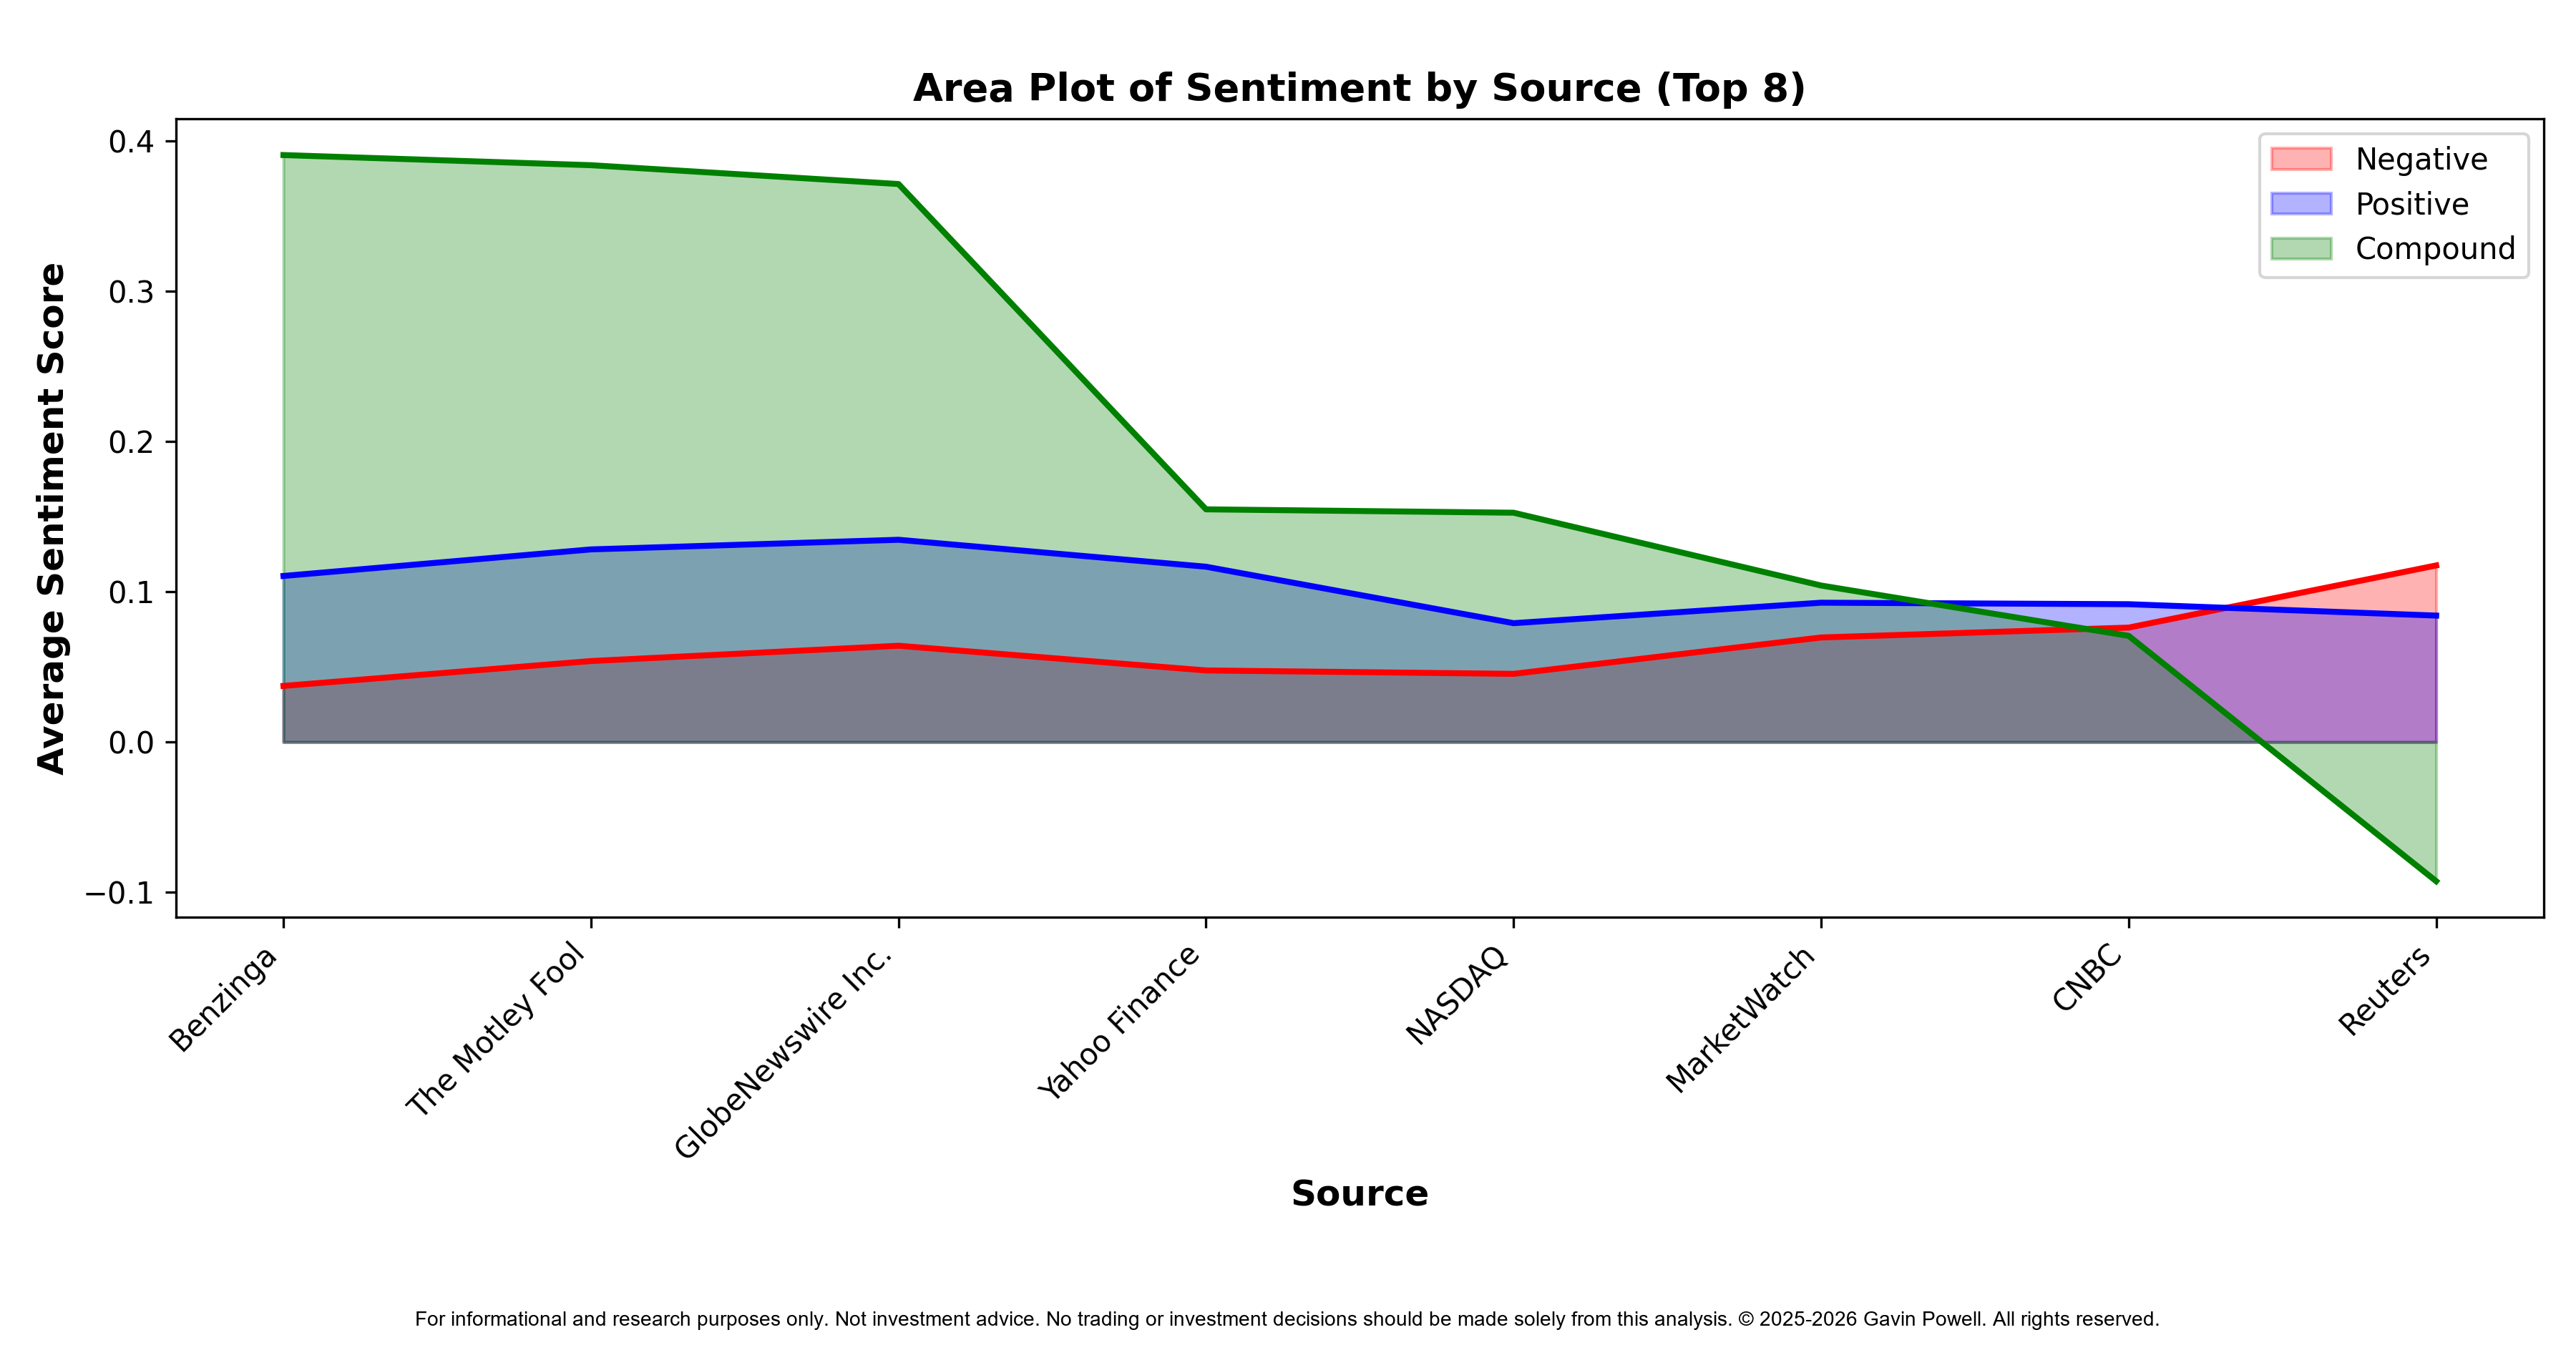 Area Plot of Sentiment by Source (Top 8)
Negative
Positive
Compound
Average Sentiment Score
0.4
0.3
0.2
0.1
0.0
−0.1
Benzinga
The Motley Fool
GlobeNewswire Inc.
Yahoo Finance
NASDAQ
MarketWatch
CNBC
Reuters
Source
For informational and research purposes only. Not investment advice. No trading or investment decisions should be made solely from this analysis. © 2025-2026 Gavin Powell. All rights reserved.